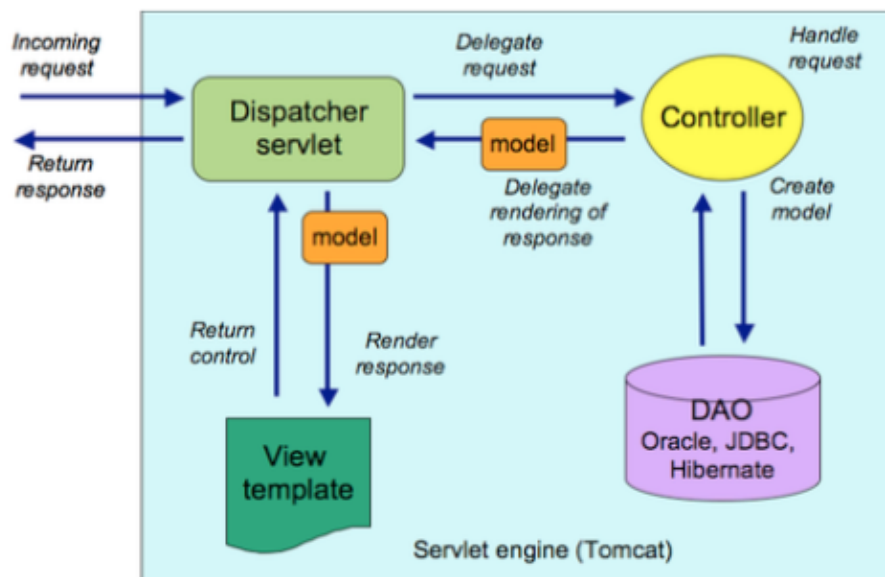 Incoming
request
Return
response
Dispatcher
servlet
Delegate
request
model
Delegate
rendering of
response
Handle
request
Controller
Create
model
model
Return
control
Render
response
View
template
DAO
Oracle, JDBC,
Hibernate
Servlet engine (Tomcat)